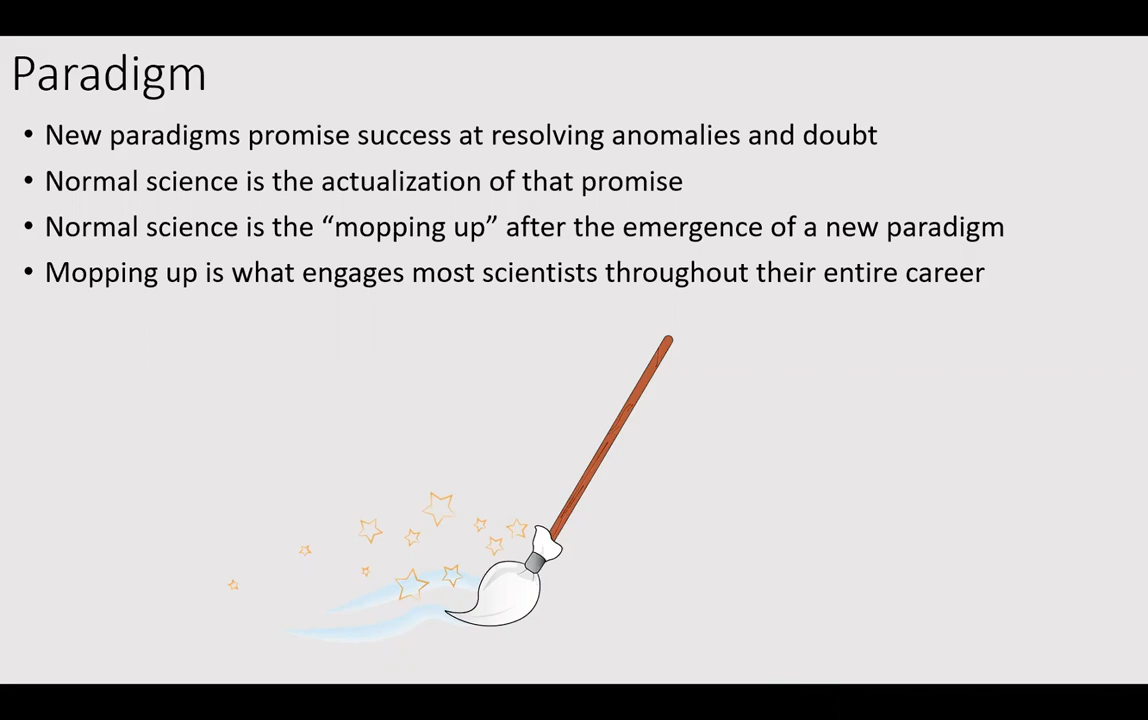 Paradigm
• New paradigms promise success at resolving anomalies and doubt
• Normal science is the actualization of that promise
• Normal science is the “mopping up” after the emergence of a new paradigm
• Mopping up is what engages most scientists throughout their entire career